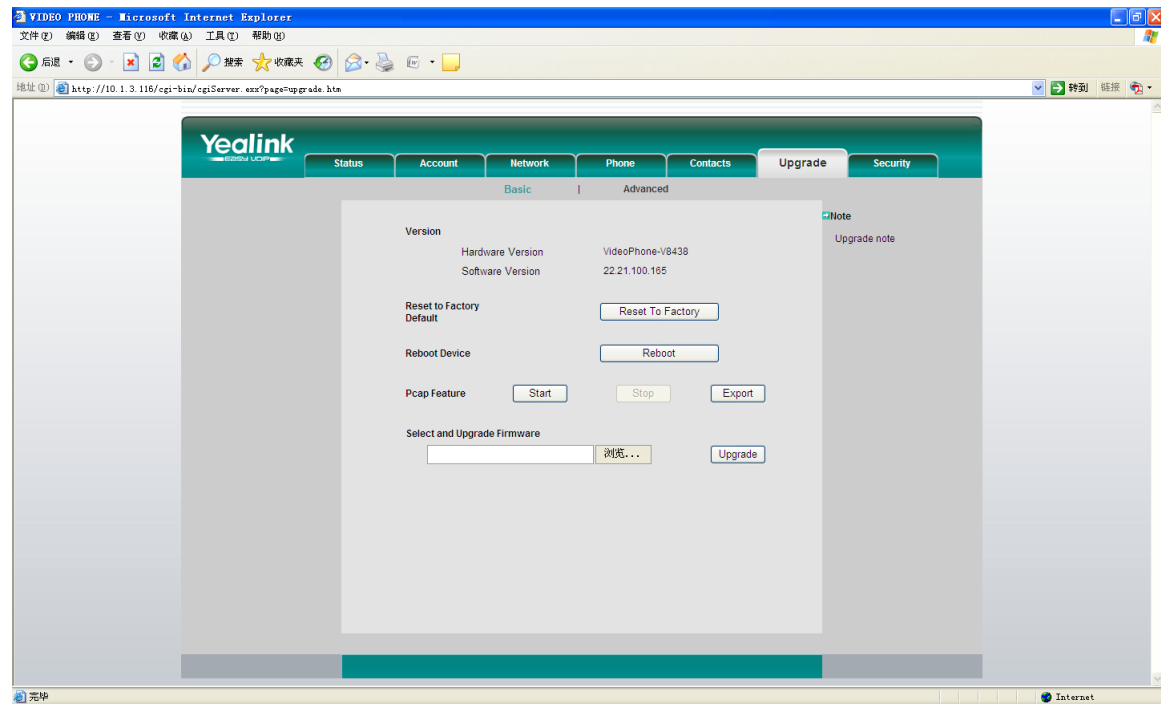 VIDEO PHONE - Microsoft Internet Explorer
文件(F) 编辑(E) 查看(V) 收藏(A) 工具(T) 帮助(H)
后退 搜索 收藏夹
地址(D) http://10.1.3.116/cgi-bin/cgiServer.exx?page=upgrade.htm 转到 链接
Yealink
EASY VOIP
Status Account Network Phone Contacts Upgrade Security
Basic | Advanced
Note
Upgrade note
Version
Hardware Version VideoPhone-V8438
Software Version 22.21.100.165
Reset to Factory
Default
Reset To Factory
Reboot Device Reboot
Pcap Feature Start Stop Export
Select and Upgrade Firmware
浏览... Upgrade
完毕 Internet